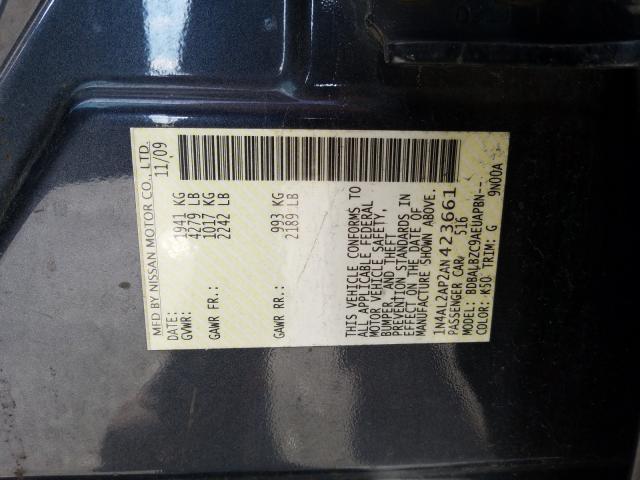 MFD BY NISSAN MOTOR CO., LTD.
DATE: 11/09
GVWR: 1941 KG
4279 LB
GAWR FR.: 1017 KG
2242 LB
GAWR RR.: 993 KG
2189 LB
THIS VEHICLE CONFORMS TO
ALL APPLICABLE FEDERAL
MOTOR VEHICLE SAFETY,
BUMPER, AND THEFT
PREVENTION STANDARDS IN
EFFECT ON THE DATE OF
MANUFACTURE SHOWN ABOVE.
1N4AL2AP2AN423661
PASSENGER CAR 516
MODEL: BDBALBZC9AEUAPBN--
COLOR: K50 TRIM: G 9N00A